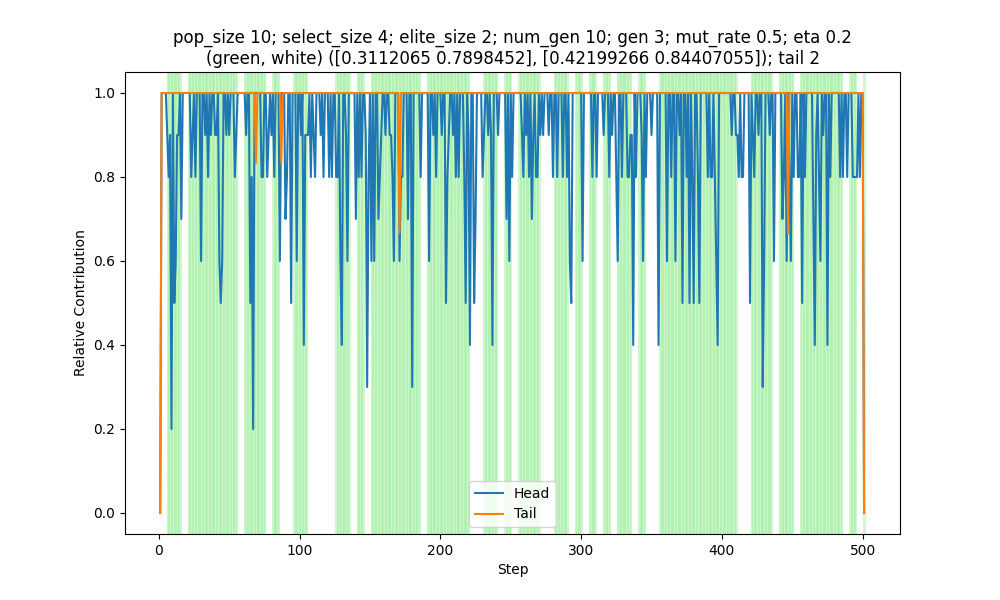 pop_size 10; select_size 4; elite_size 2; num_gen 10; gen 3; mut_rate 0.5; eta 0.2
(green, white) ([0.3112065 0.7898452], [0.42199266 0.84407055]); tail 2
1.0
0.8
0.6
0.4
0.2
0.0
Relative Contribution
Head
Tail
0
100
200
300
400
500
Step